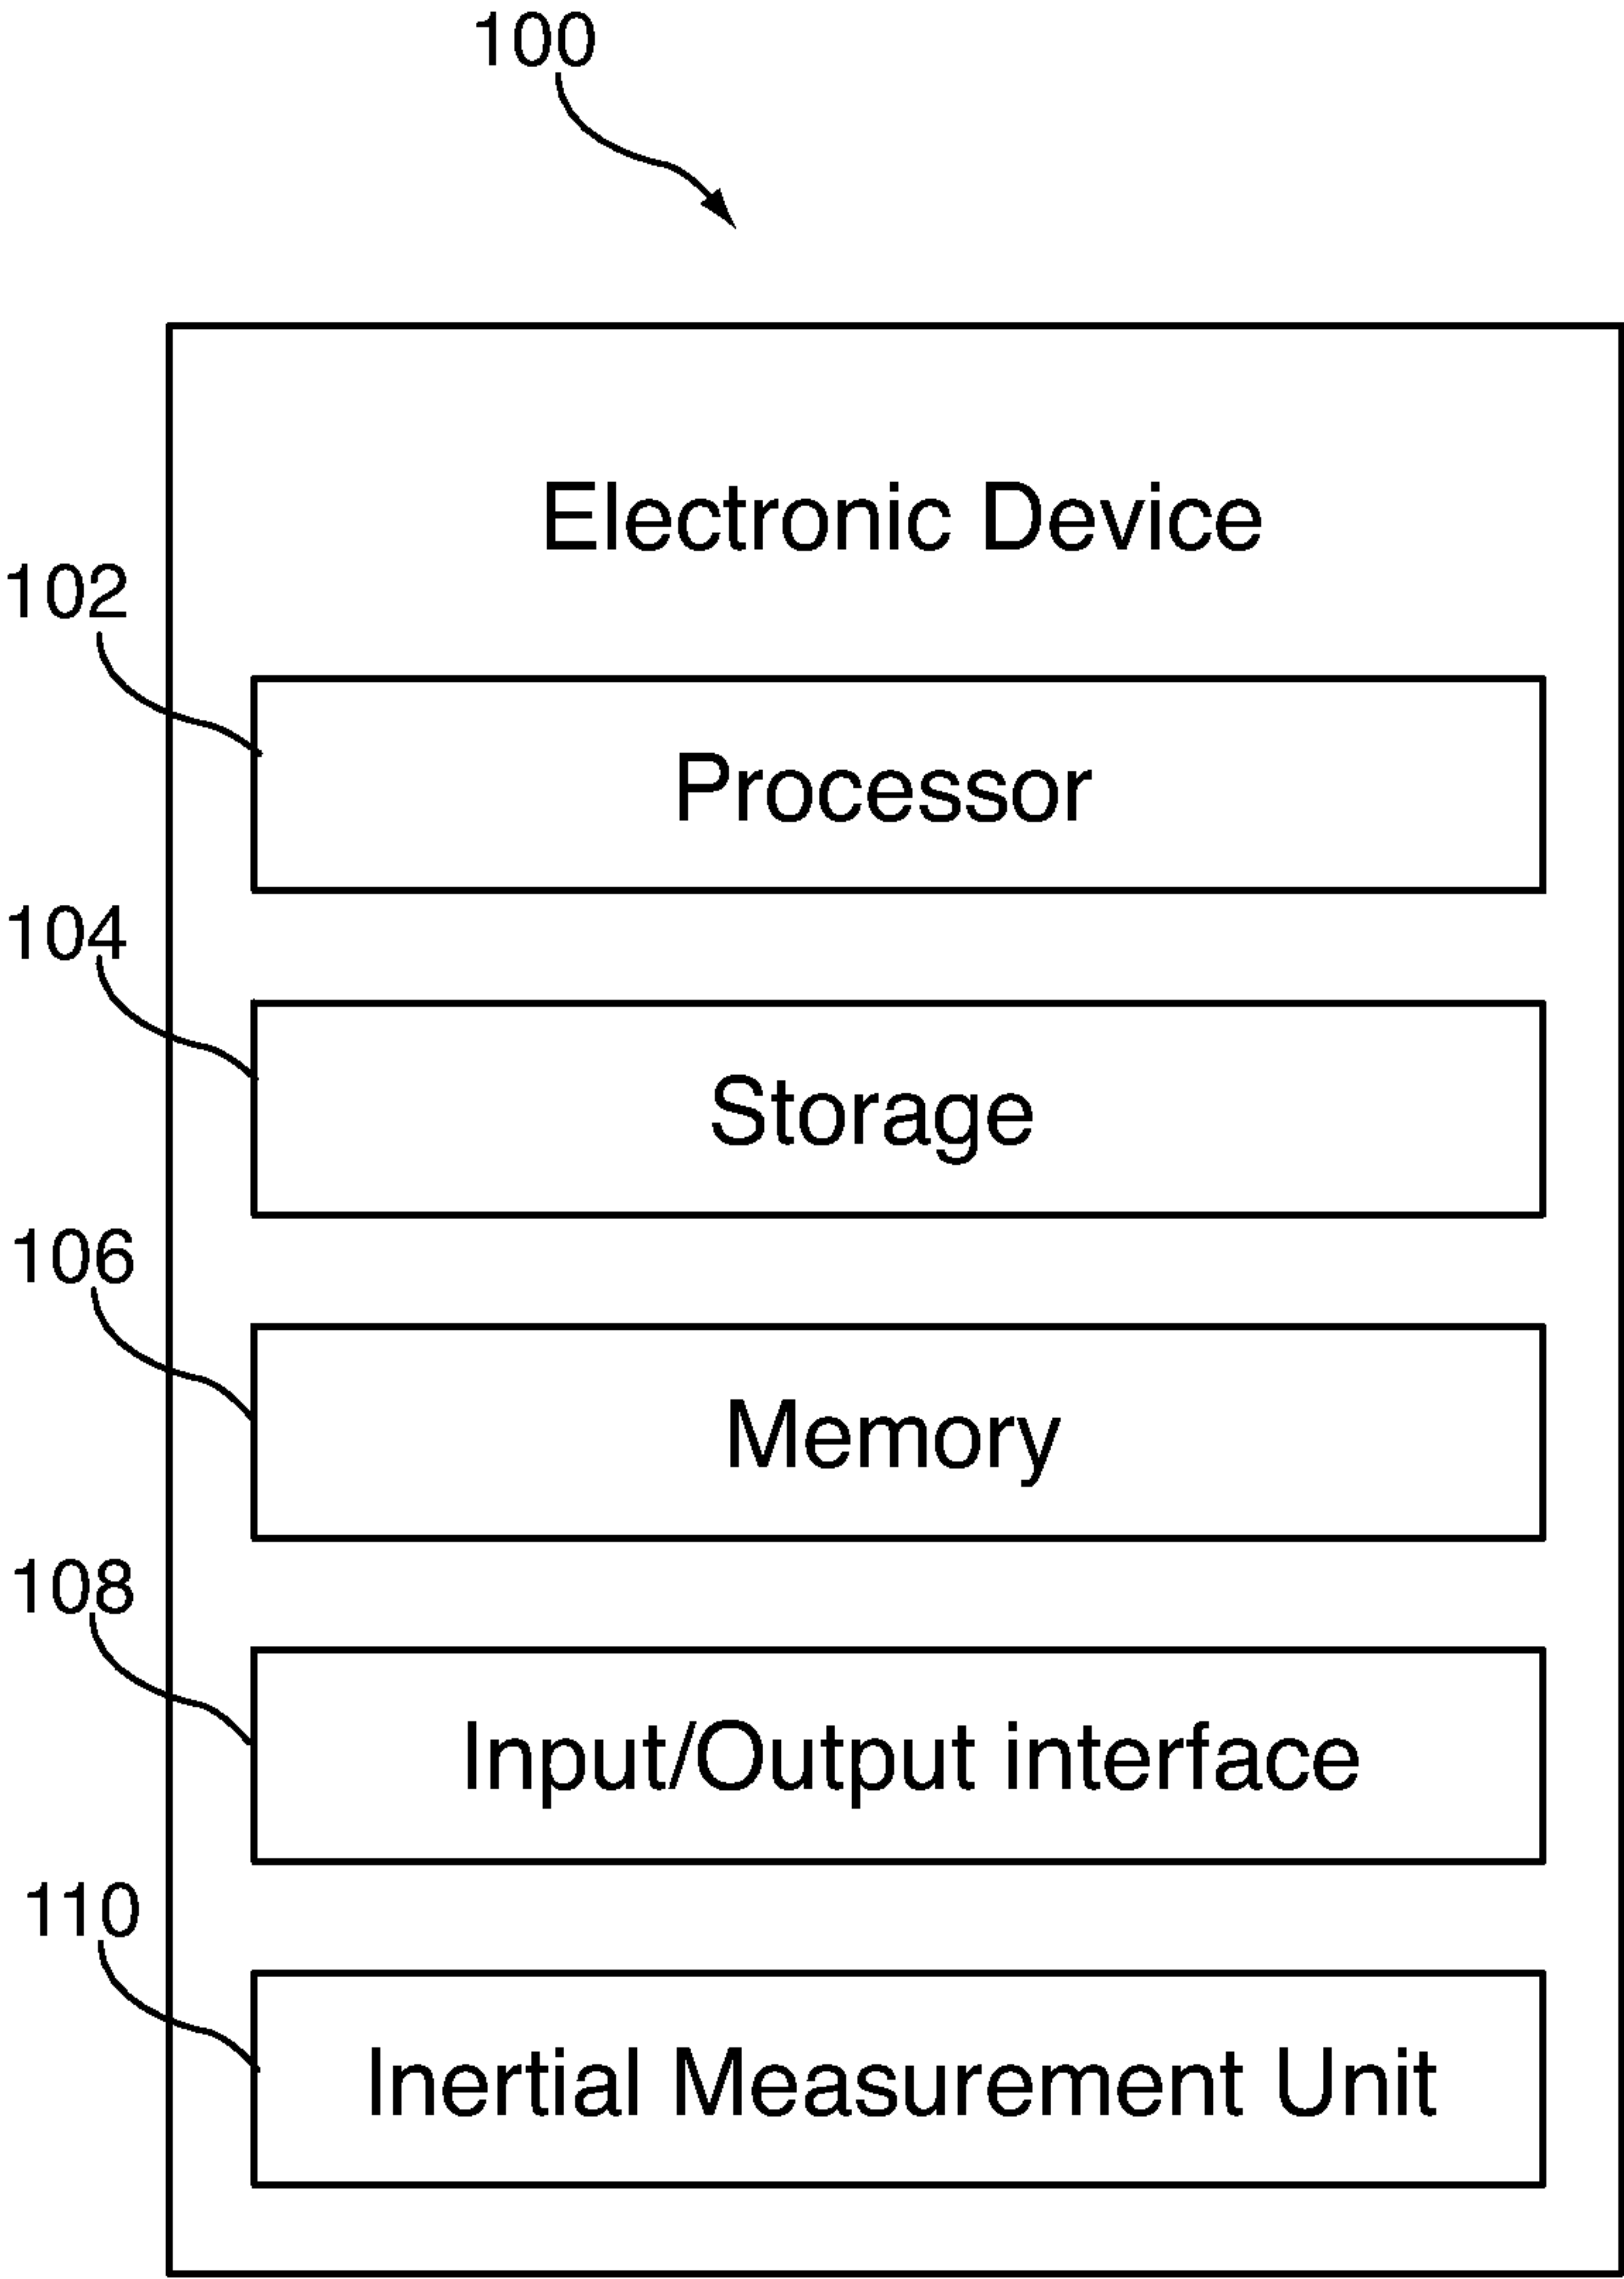 100
Electronic Device
102
Processor
104
Storage
106
Memory
108
Input/Output interface
110
Inertial Measurement Unit